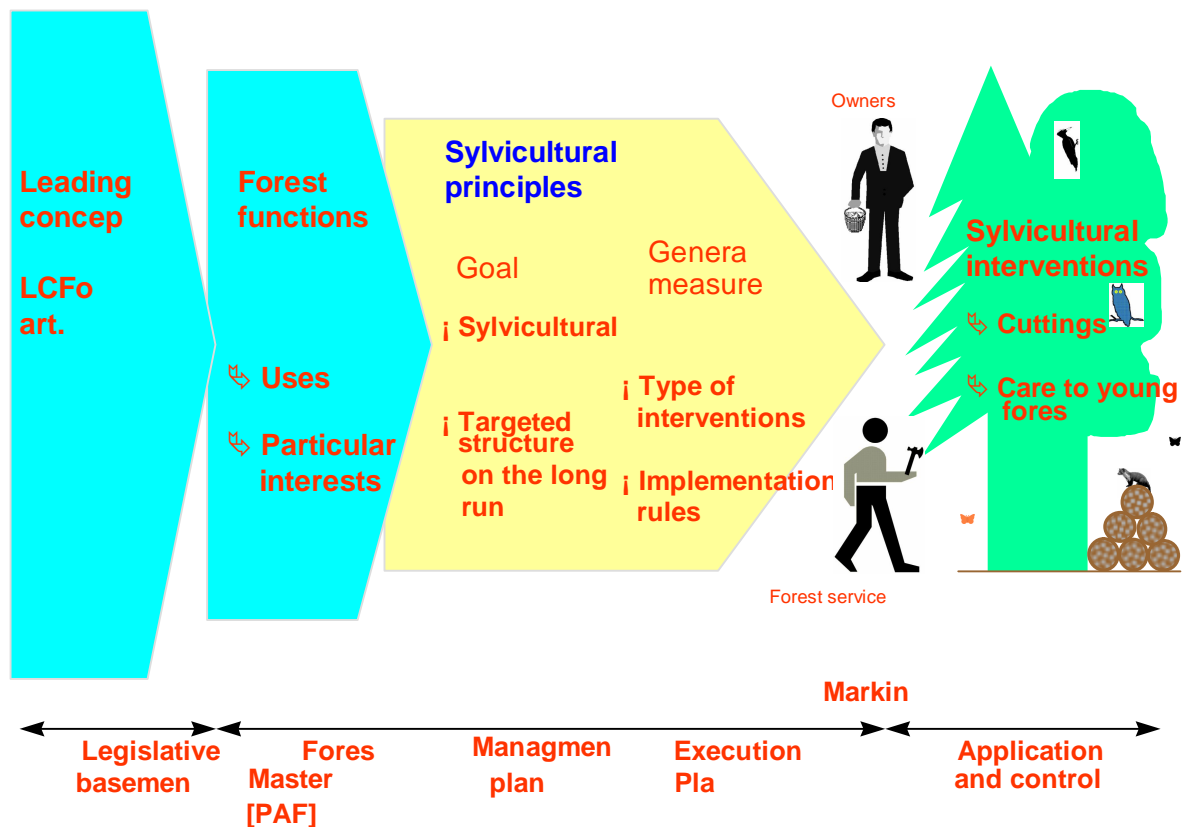 Leading
concep
LCFo
art.
Forest
functions
Uses
Particular
interests
Sylvicultural
principles
Goal
¡ Sylvicultural
¡ Targeted
structure
on the long
run
Genera
measure
¡ Type of
interventions
¡ Implementation
rules
Owners
Forest service
Sylvicultural
interventions
Cuttings
Care to young
fores
Markin
Legislative
basemen
Fores
Master
[PAF]
Managmen
plan
Execution
Pla
Application
and control